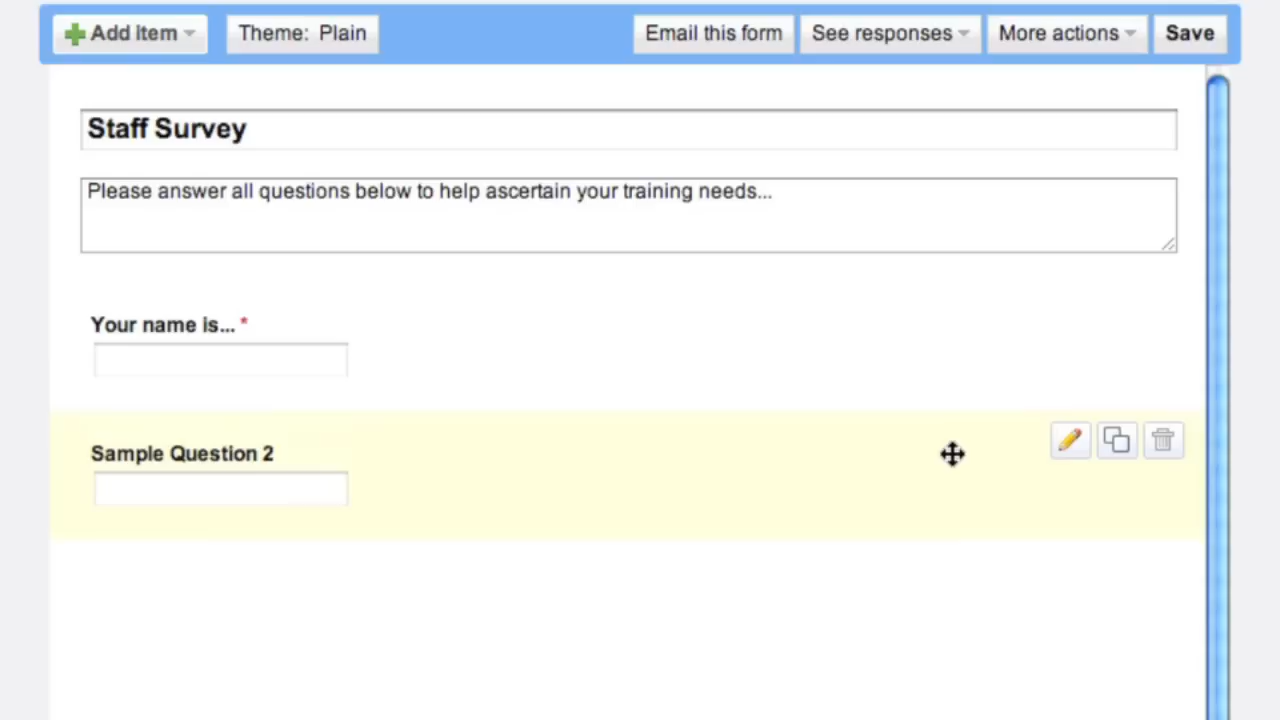 Add item Theme: Plain Email this form See responses More actions Save
Staff Survey
Please answer all questions below to help ascertain your training needs...
Your name is... *
Sample Question 2